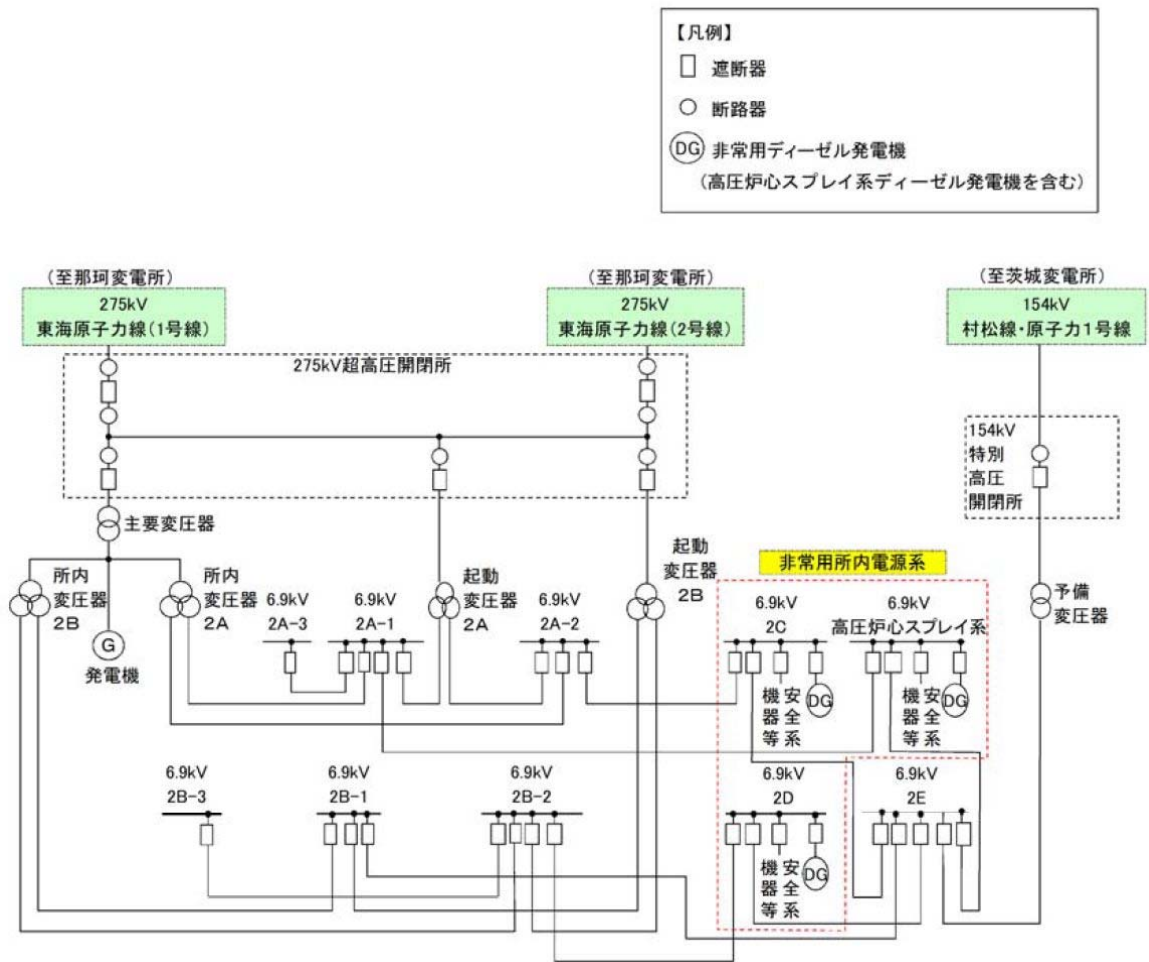 【凡例】
遮断器
断路器
DG 非常用ディーゼル発電機
(高圧炉心スプレイ系ディーゼル発電機を含む)
(至那珂変電所)
275kV
東海原子力線(1号線)
(至那珂変電所)
275kV
東海原子力線(2号線)
(至茨城変電所)
154kV
村松線・原子力1号線
275kV超高圧開閉所
154kV
特別
高圧
開閉所
主要変圧器
所内
変圧器
2B
所内
変圧器
2A
G
発電機
起動
変圧器
2A
起動
変圧器
2B
予備
変圧器
非常用所内電源系
6.9kV
2A-3
6.9kV
2A-1
6.9kV
2A-2
6.9kV
2C
安全系
機器等
DG
6.9kV
高圧炉心スプレイ系
安全系
機器等
DG
6.9kV
2B-3
6.9kV
2B-1
6.9kV
2B-2
6.9kV
2D
安全系
機器等
DG
6.9kV
2E